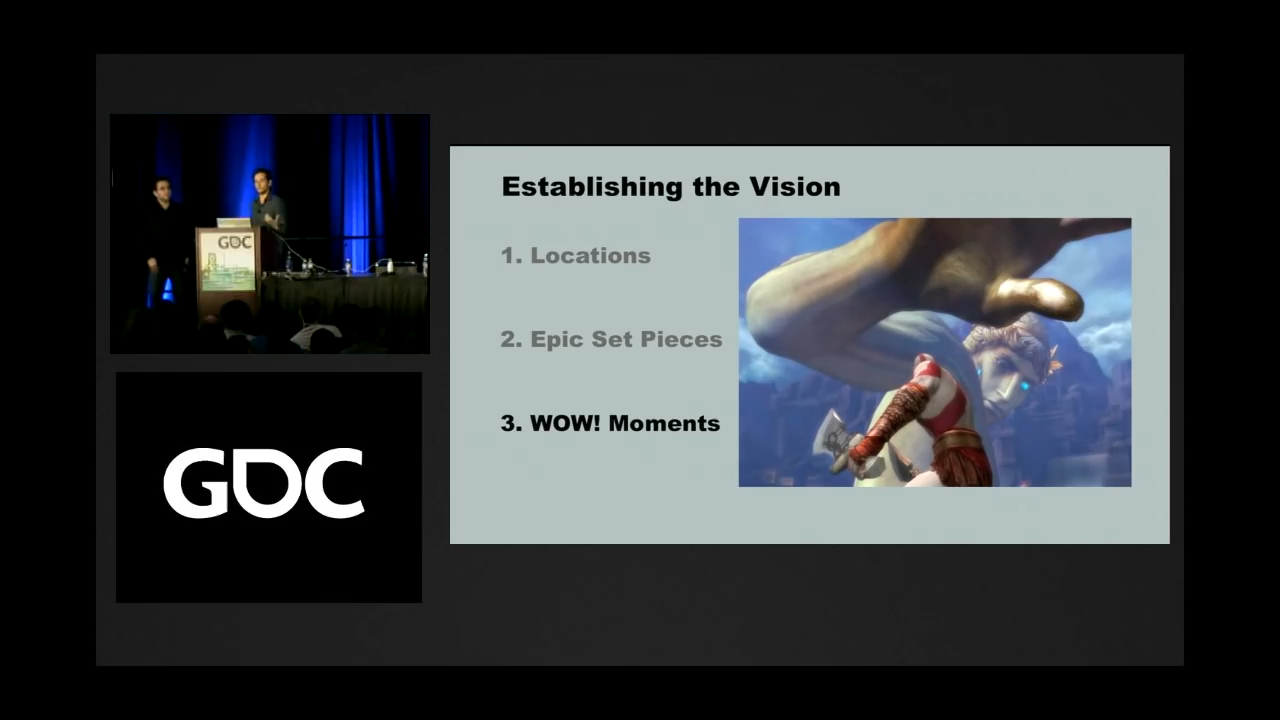 GDC
GDC
Establishing the Vision
1. Locations
2. Epic Set Pieces
3. WOW! Moments